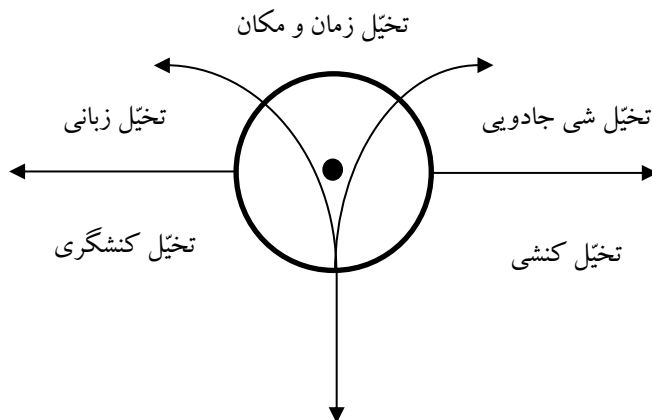 تخیّل زمان و مکان
تخیّل شی جادویی
تخیّل زبانی
تخیّل کنشی
تخیّل کنشگری